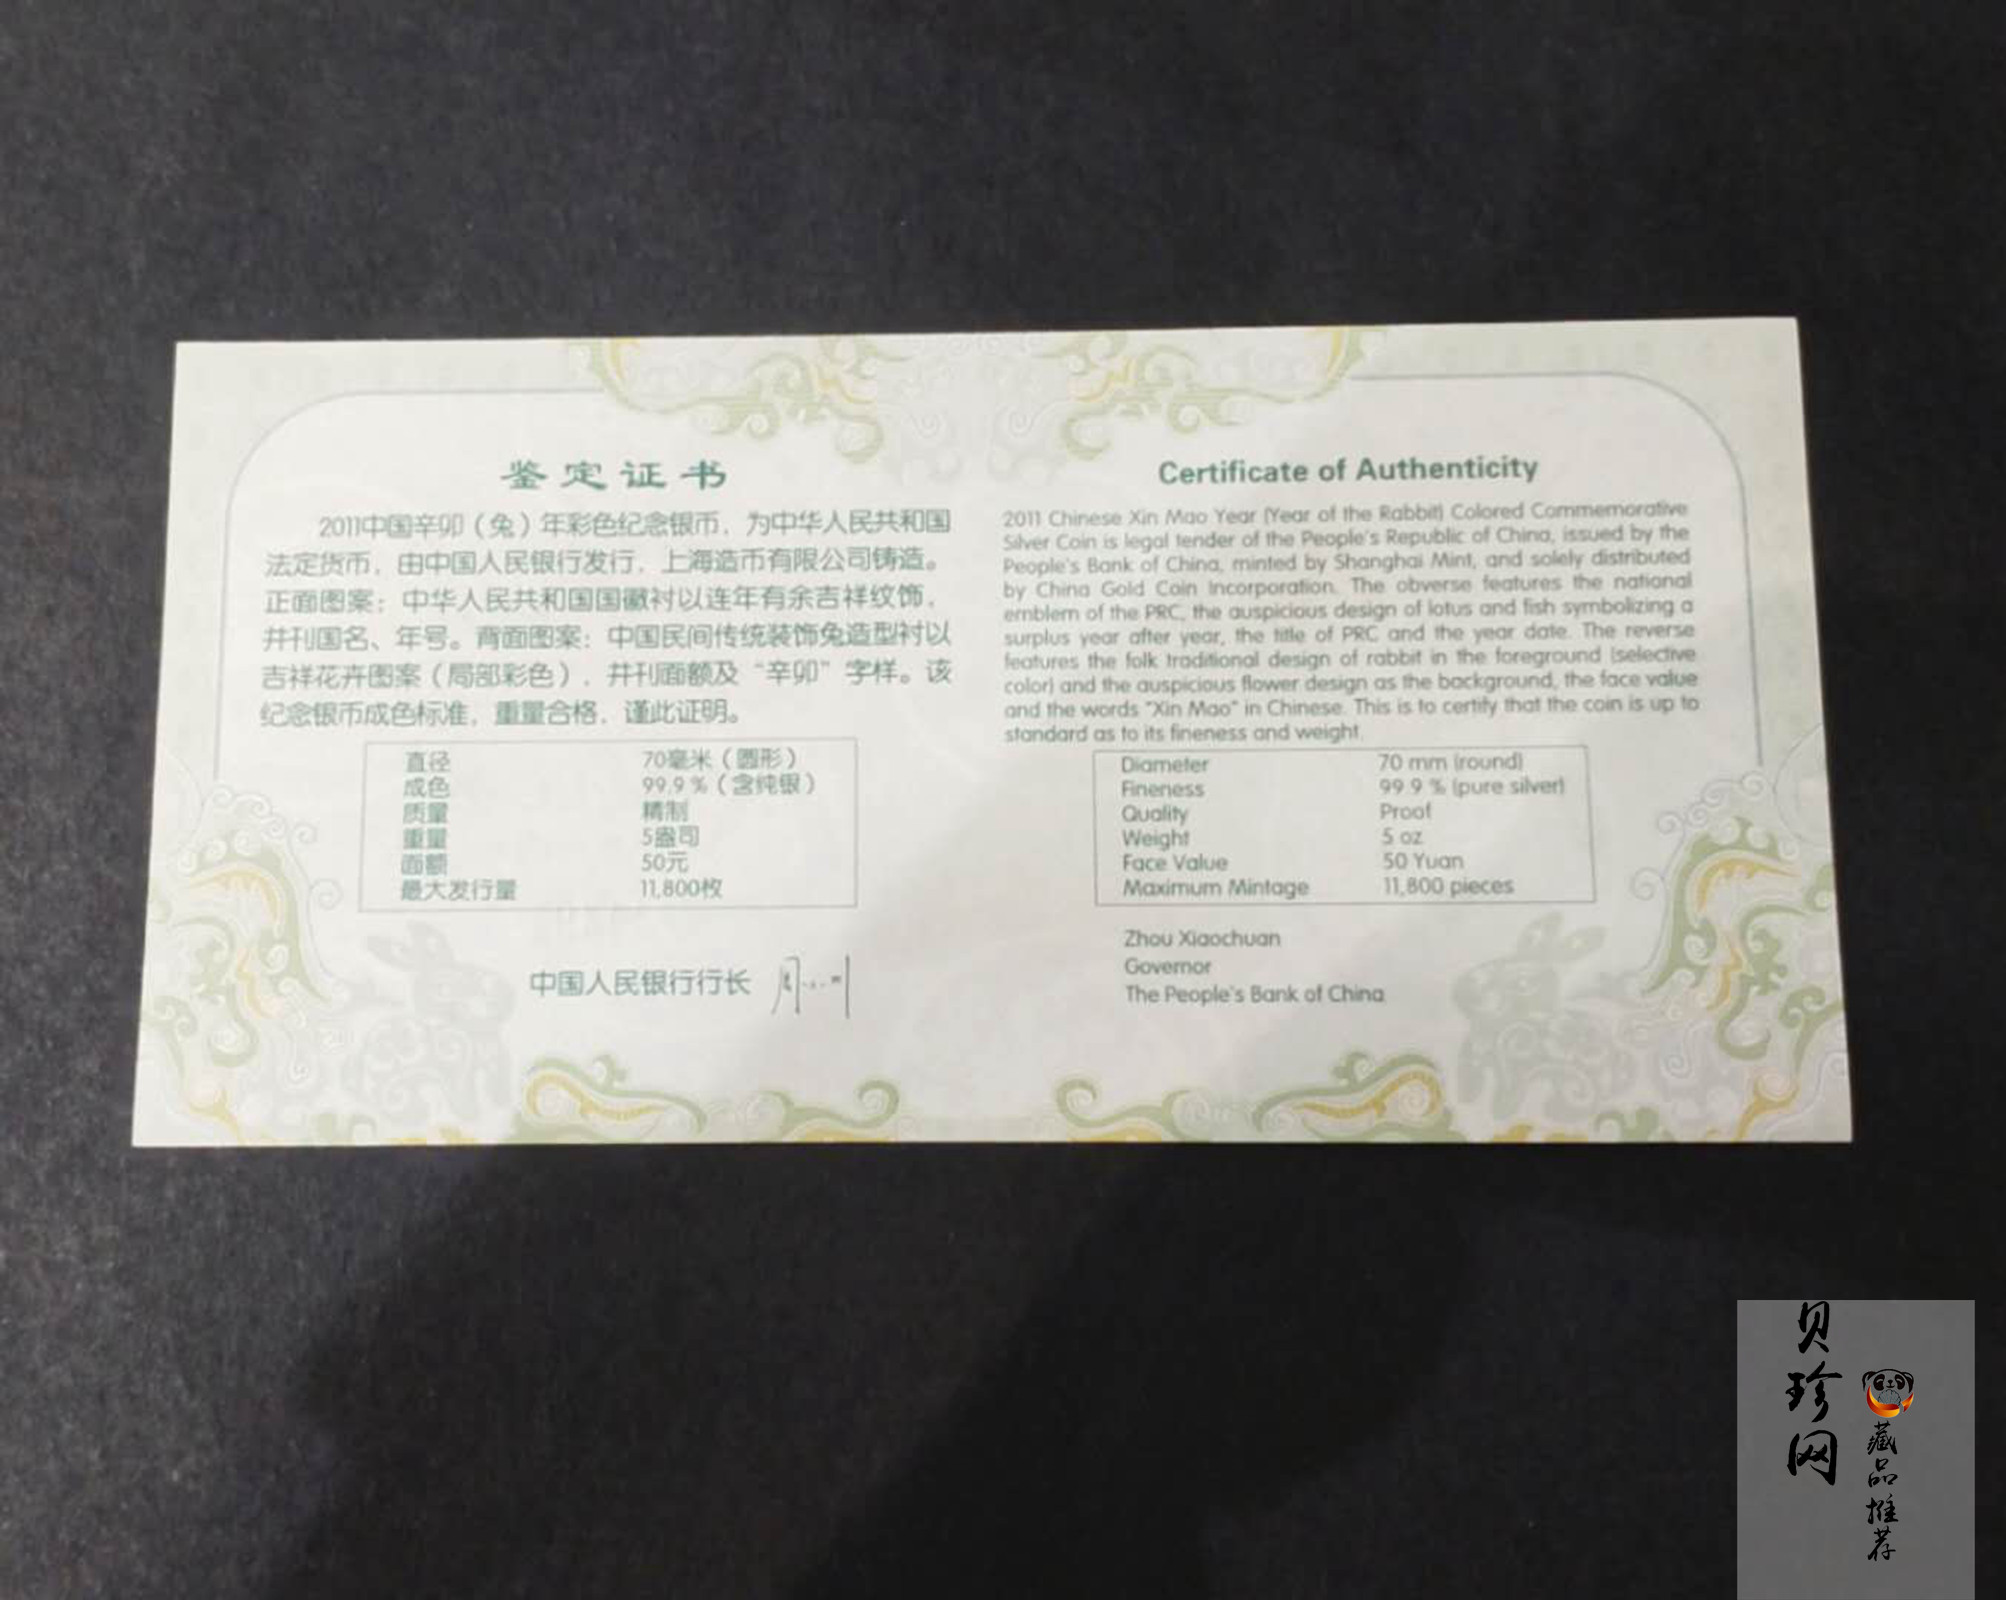 鉴定证书
2011中国辛卯（兔）年彩色纪念银币，为中华人民共和国
法定货币，由中国人民银行发行，上海造币有限公司铸造。
正面图案：中华人民共和国国徽衬以连年有余吉祥纹饰，
并刊国名、年号。背面图案：中国民间传统装饰兔造型衬以
吉祥花卉图案（局部彩色），并刊面额及“辛卯”字样。该
纪念银币成色标准，重量合格，谨此证明。
直径 70毫米（圆形）
成色 99.9％（含纯银）
质量 精制
重量 5盎司
面额 50元
最大发行量 11,800枚
中国人民银行行长
Certificate of Authenticity
2011 Chinese Xin Mao Year (Year of the Rabbit) Colored Commemorative
Silver Coin is legal tender of the People's Republic of China, issued by the
People's Bank of China, minted by Shanghai Mint, and solely distributed
by China Gold Coin Incorporation. The obverse features the national
emblem of the PRC, the auspicious design of lotus and fish symbolizing a
surplus year after year, the title of PRC and the year date. The reverse
features the folk traditional design of rabbit in the foreground (selective
color) and the auspicious flower design as the background, the face value
and the words "Xin Mao" in Chinese. This is to certify that the coin is up to
standard as to its fineness and weight.
Diameter 70 mm (round)
Fineness 99.9 % (pure silver)
Quality Proof
Weight 5 oz
Face Value 50 Yuan
Maximum Mintage 11,800 pieces
Zhou Xiaochuan
Governor
The People's Bank of China
贝珍网
藏品推荐